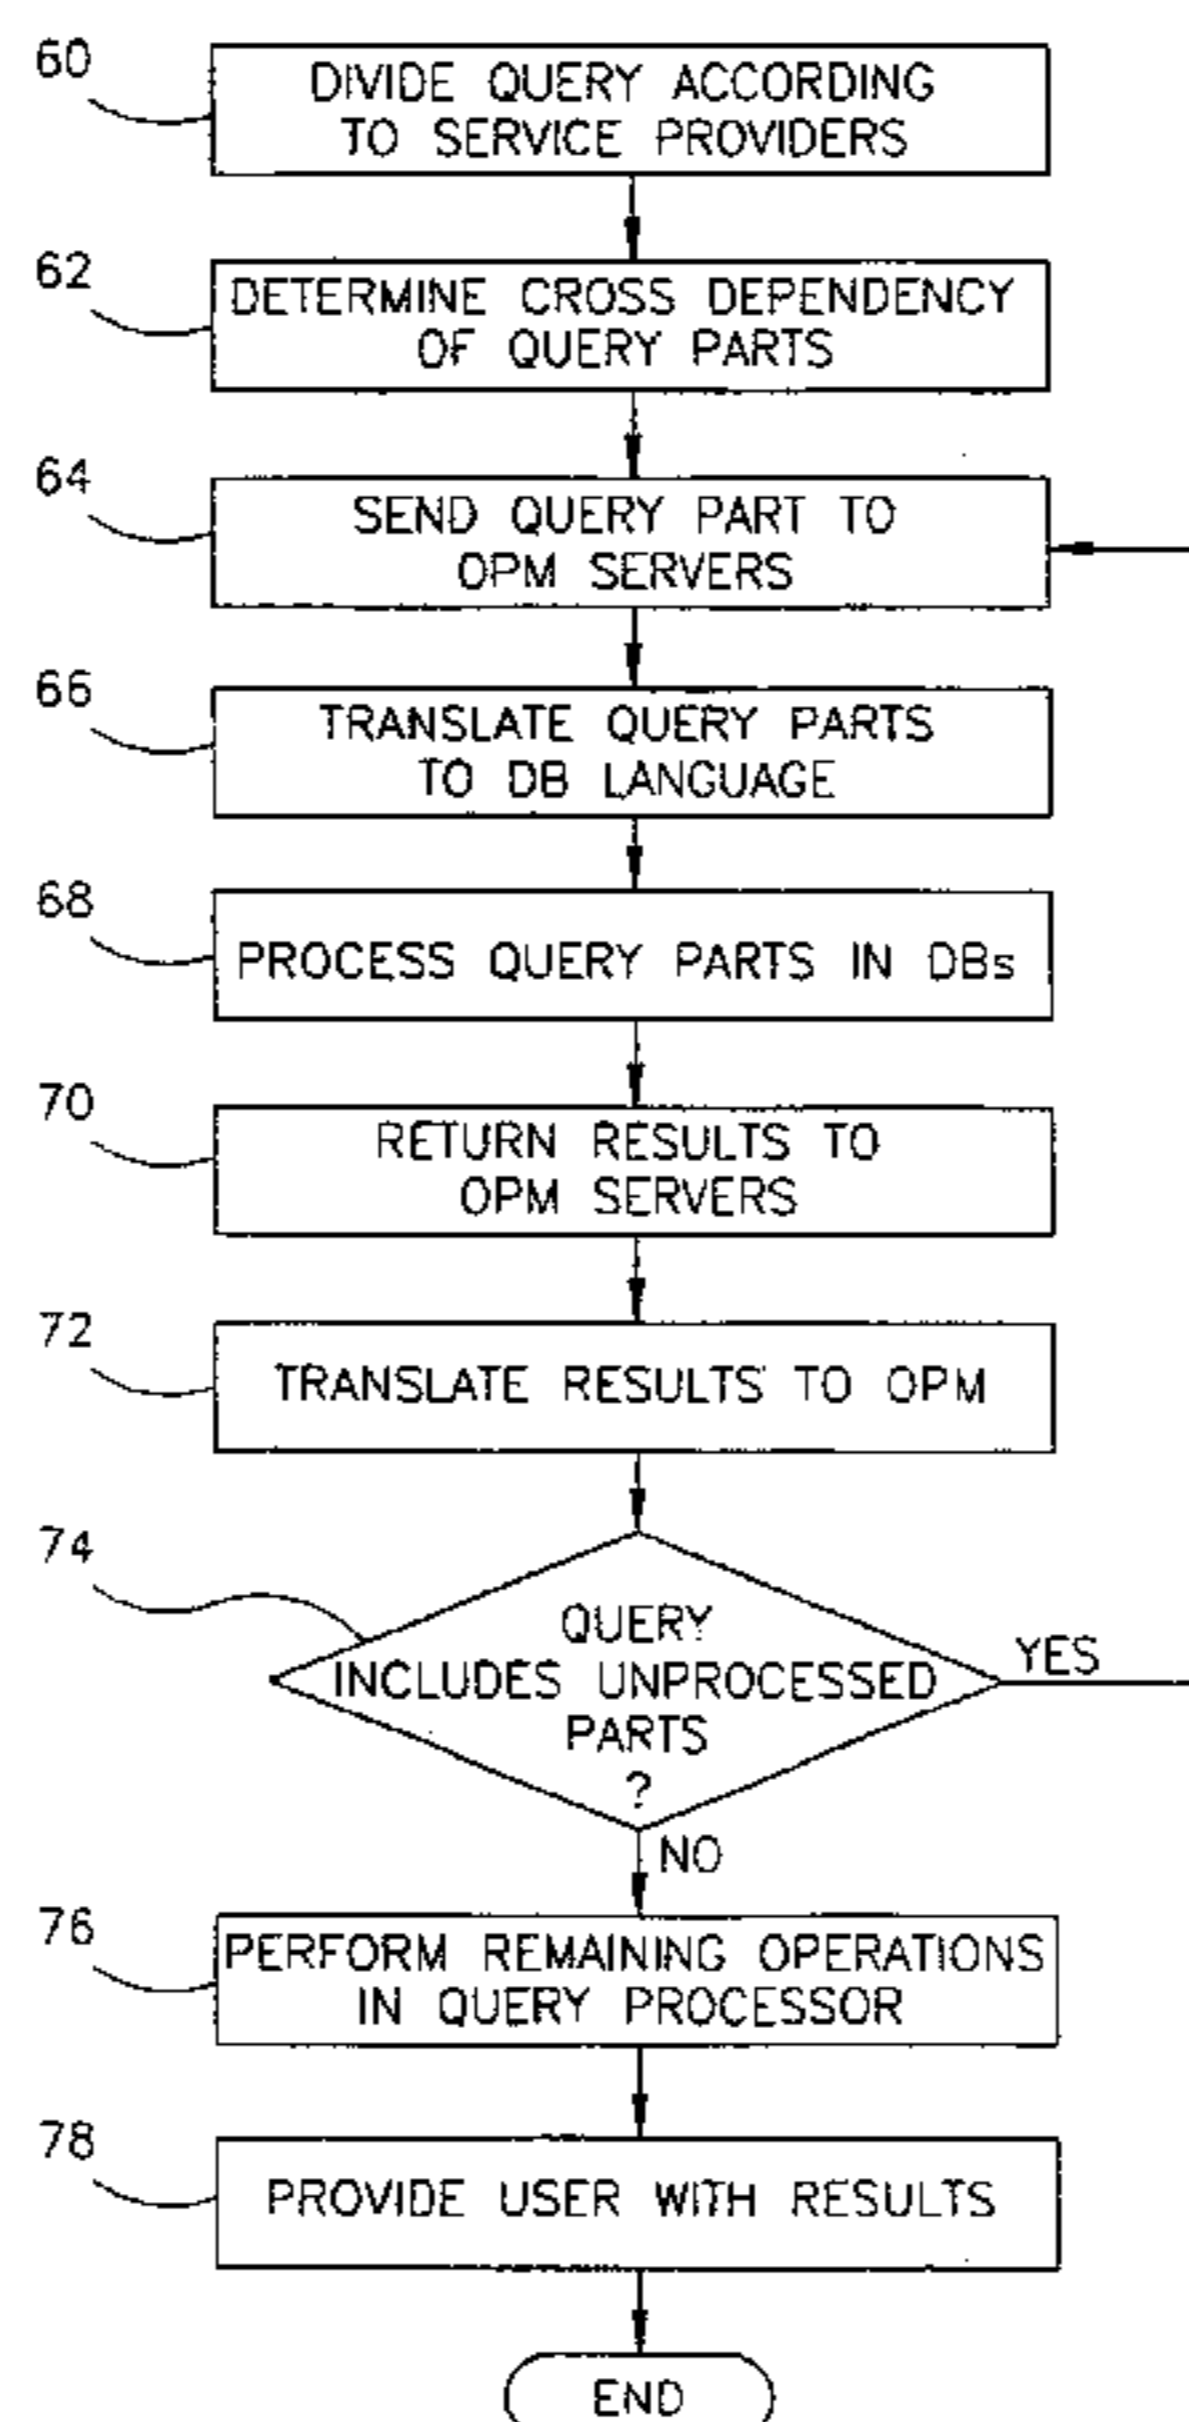 60
DIVIDE QUERY ACCORDING
TO SERVICE PROVIDERS
62
DETERMINE CROSS DEPENDENCY
OF QUERY PARTS
64
SEND QUERY PART TO
OPM SERVERS
66
TRANSLATE QUERY PARTS
TO DB LANGUAGE
68
PROCESS QUERY PARTS IN DBs
70
RETURN RESULTS TO
OPM SERVERS
72
TRANSLATE RESULTS TO OPM
74
QUERY
INCLUDES UNPROCESSED
PARTS
?
YES
NO
76
PERFORM REMAINING OPERATIONS
IN QUERY PROCESSOR
78
PROVIDE USER WITH RESULTS
END